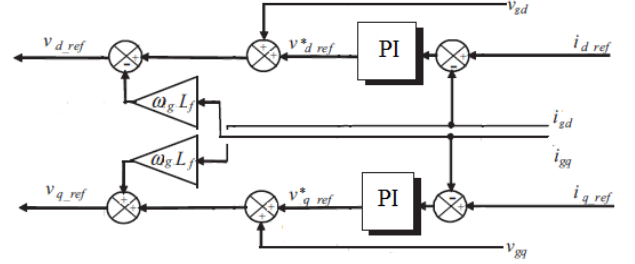 v_gd
v_d_ref
v*_d_ref
PI
i_d_ref
+
+
+
-
+
-
ω_g L_f
i_gd
ω_g L_f
i_gq
v_q_ref
v*_q_ref
PI
i_q_ref
+
+
+
+
-
+
v_gq